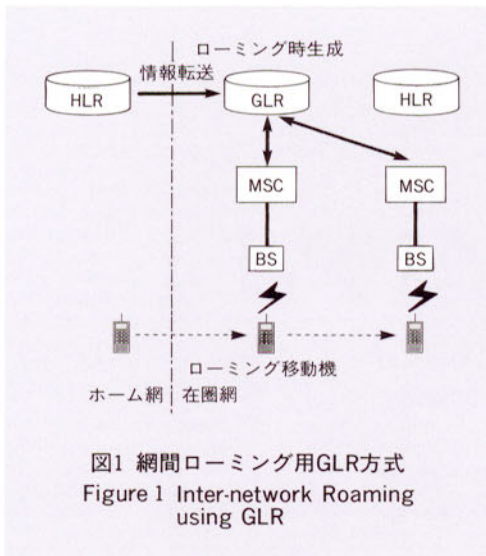 ローミング時生成
情報転送
HLR
GLR
HLR
MSC
MSC
BS
BS
ローミング移動機
ホーム網
在圏網
図1 網間ローミング用GLR方式
Figure 1 Inter-network Roaming
using GLR